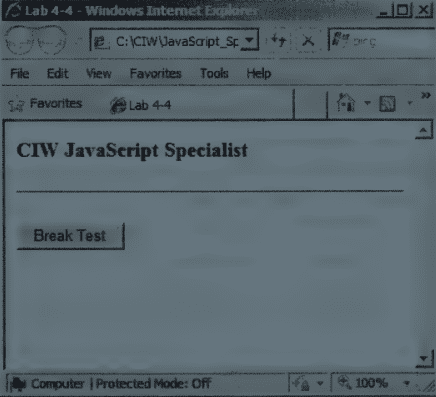 Lab 4-4 - Windows Internet Explorer
C:\CIW\JavaScript_Sp
bing
File Edit View Favorites Tools Help
Favorites Lab 4-4 »
CIW JavaScript Specialist
Break Test
Computer | Protected Mode: Off 100%